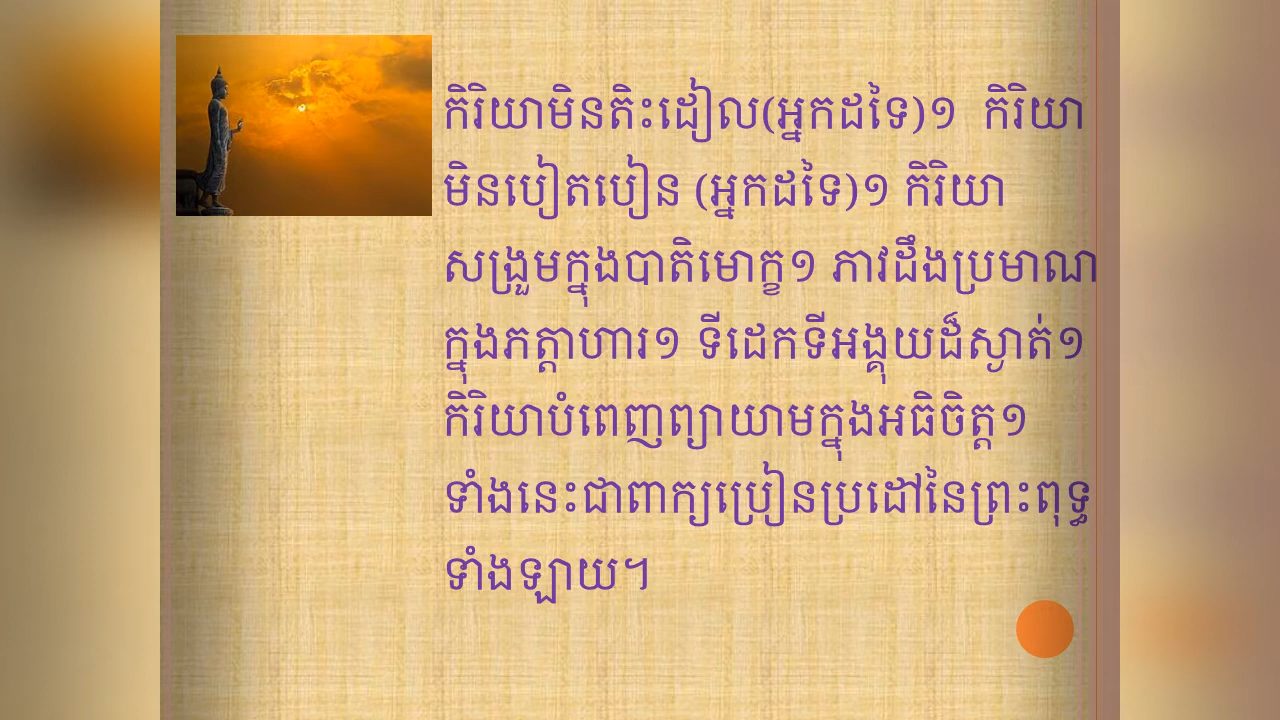 កិរិយាមិនតិះដៀល(អ្នកដទៃ)១ កិរិយា
មិនបៀតបៀន (អ្នកដទៃ)១ កិរិយា
សង្រួមក្នុងបាតិមោក្ខ១ ភាវដឹងប្រមាណ
ក្នុងភត្តាហារ១ ទីដេកទីអង្គុយដ៏ស្ងាត់១
កិរិយាបំពេញព្យាយាមក្នុងអធិចិត្ត១
ទាំងនេះជាពាក្យប្រៀនប្រដៅនៃព្រះពុទ្ធ
ទាំងឡាយ។